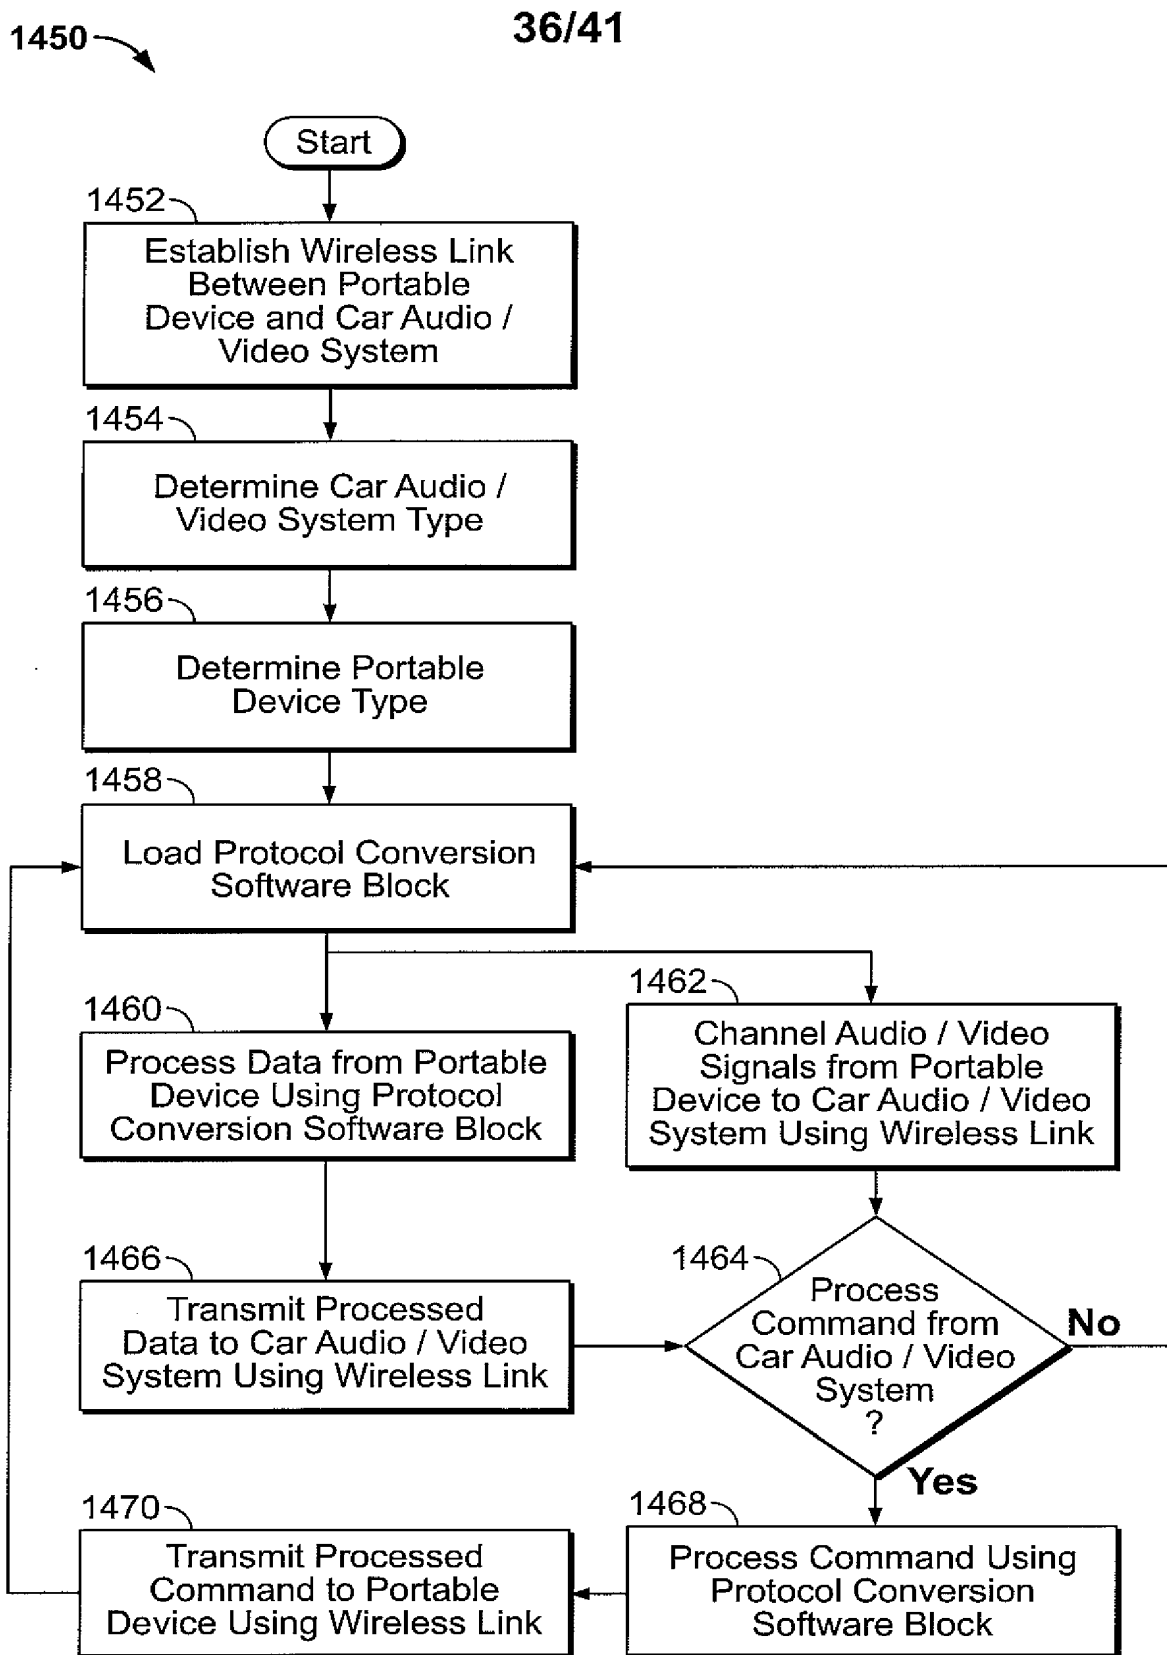 36/41
1450
Start
1452
Establish Wireless Link
Between Portable
Device and Car Audio /
Video System
1454
Determine Car Audio /
Video System Type
1456
Determine Portable
Device Type
1458
Load Protocol Conversion
Software Block
1460
Process Data from Portable
Device Using Protocol
Conversion Software Block
1462
Channel Audio / Video
Signals from Portable
Device to Car Audio / Video
System Using Wireless Link
1466
Transmit Processed
Data to Car Audio / Video
System Using Wireless Link
1464
Process
Command from
Car Audio / Video
System
?
No
Yes
1470
Transmit Processed
Command to Portable
Device Using Wireless Link
1468
Process Command Using
Protocol Conversion
Software Block